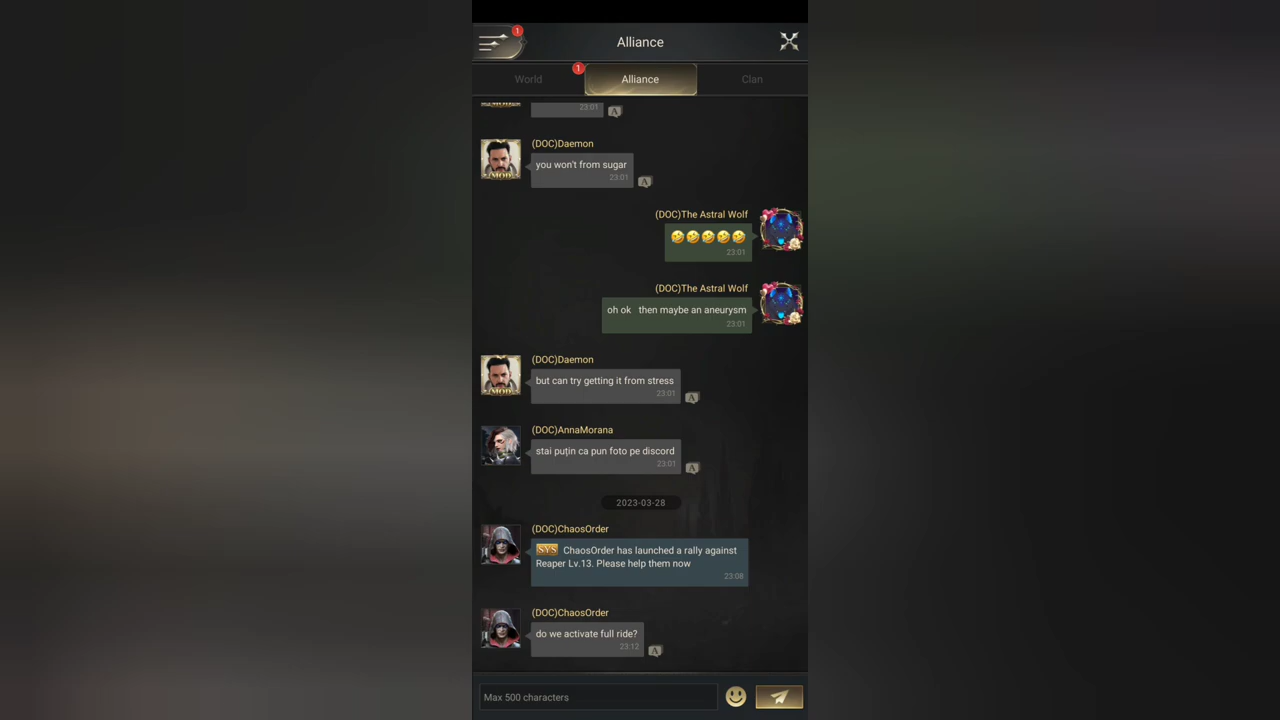 1
Alliance
World
1
Alliance
Clan
23:01
A
(DOC)Daemon
MOD
you won't from sugar
23:01
A
(DOC)The Astral Wolf
🤣🤣🤣🤣🤣
23:01
(DOC)The Astral Wolf
oh ok then maybe an aneurysm
23:01
(DOC)Daemon
MOD
but can try getting it from stress
23:01
A
(DOC)AnnaMorana
stai puțin ca pun foto pe discord
23:01
A
2023-03-28
(DOC)ChaosOrder
SYS ChaosOrder has launched a rally against
Reaper Lv.13. Please help them now
23:08
(DOC)ChaosOrder
do we activate full ride?
23:12
A
Max 500 characters